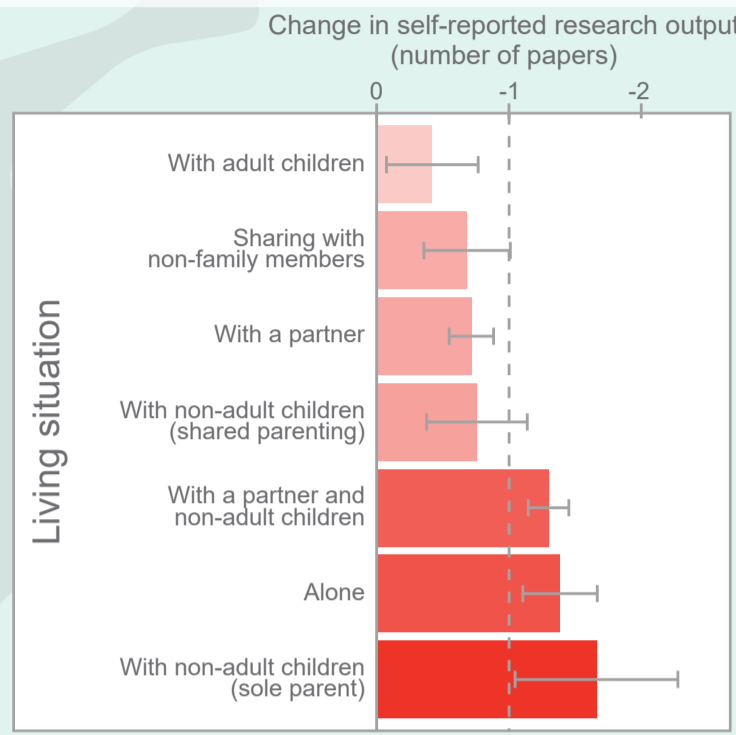 Change in self-reported research output
(number of papers)
0 -1 -2
With adult children
Sharing with
non-family members
With a partner
With non-adult children
(shared parenting)
With a partner and
non-adult children
Alone
With non-adult children
(sole parent)
Living situation